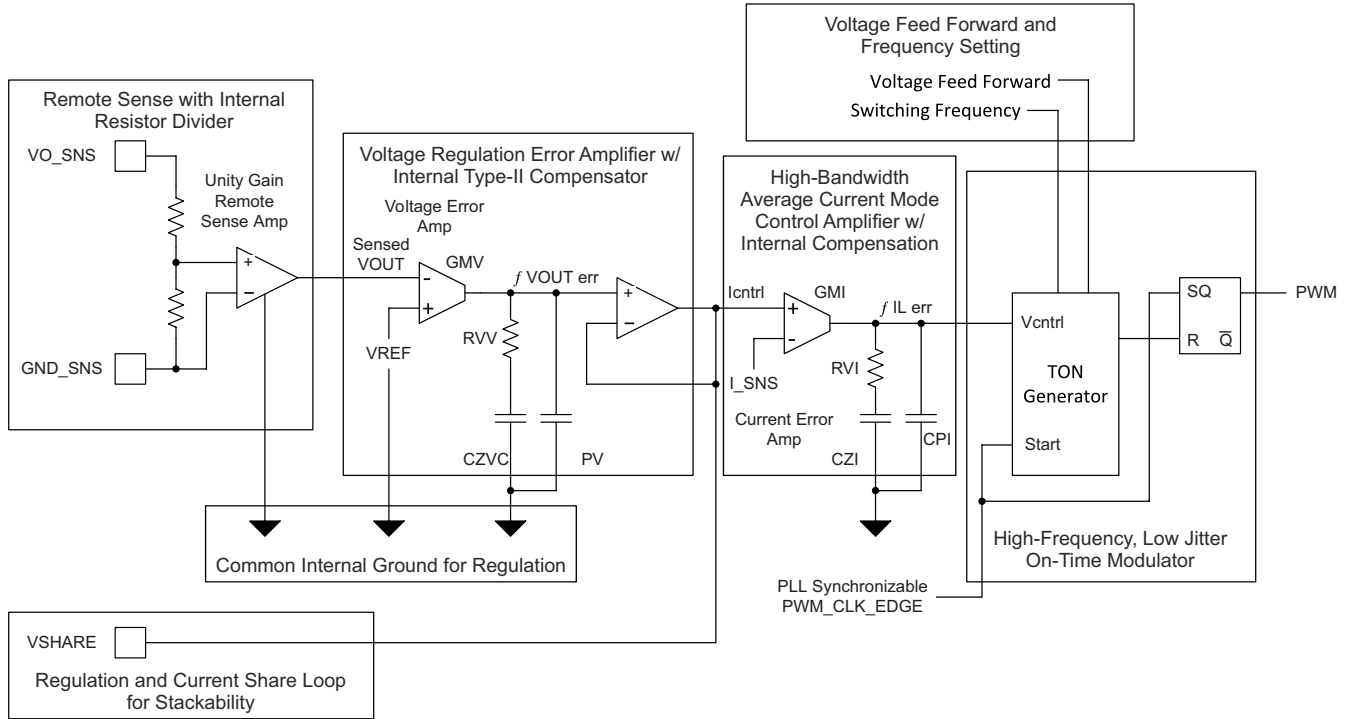 Voltage Feed Forward and
Frequency Setting
Voltage Feed Forward
Switching Frequency
Remote Sense with Internal
Resistor Divider
VO_SNS
Unity Gain
Remote
Sense Amp
+
−
GND_SNS
Voltage Regulation Error Amplifier w/
Internal Type-II Compensator
Voltage Error
Amp
Sensed
VOUT
GMV
-
+
VREF
ƒ VOUT err
RVV
CZVC
PV
+
−
High-Bandwidth
Average Current Mode
Control Amplifier w/
Internal Compensation
Icntrl
GMI
+
-
I_SNS
ƒ IL err
RVI
Current Error
Amp
CZI
CPI
Vcntrl
TON
Generator
Start
SQ
R Q̅
PWM
High-Frequency, Low Jitter
On-Time Modulator
PLL Synchronizable
PWM_CLK_EDGE
Common Internal Ground for Regulation
VSHARE
Regulation and Current Share Loop
for Stackability